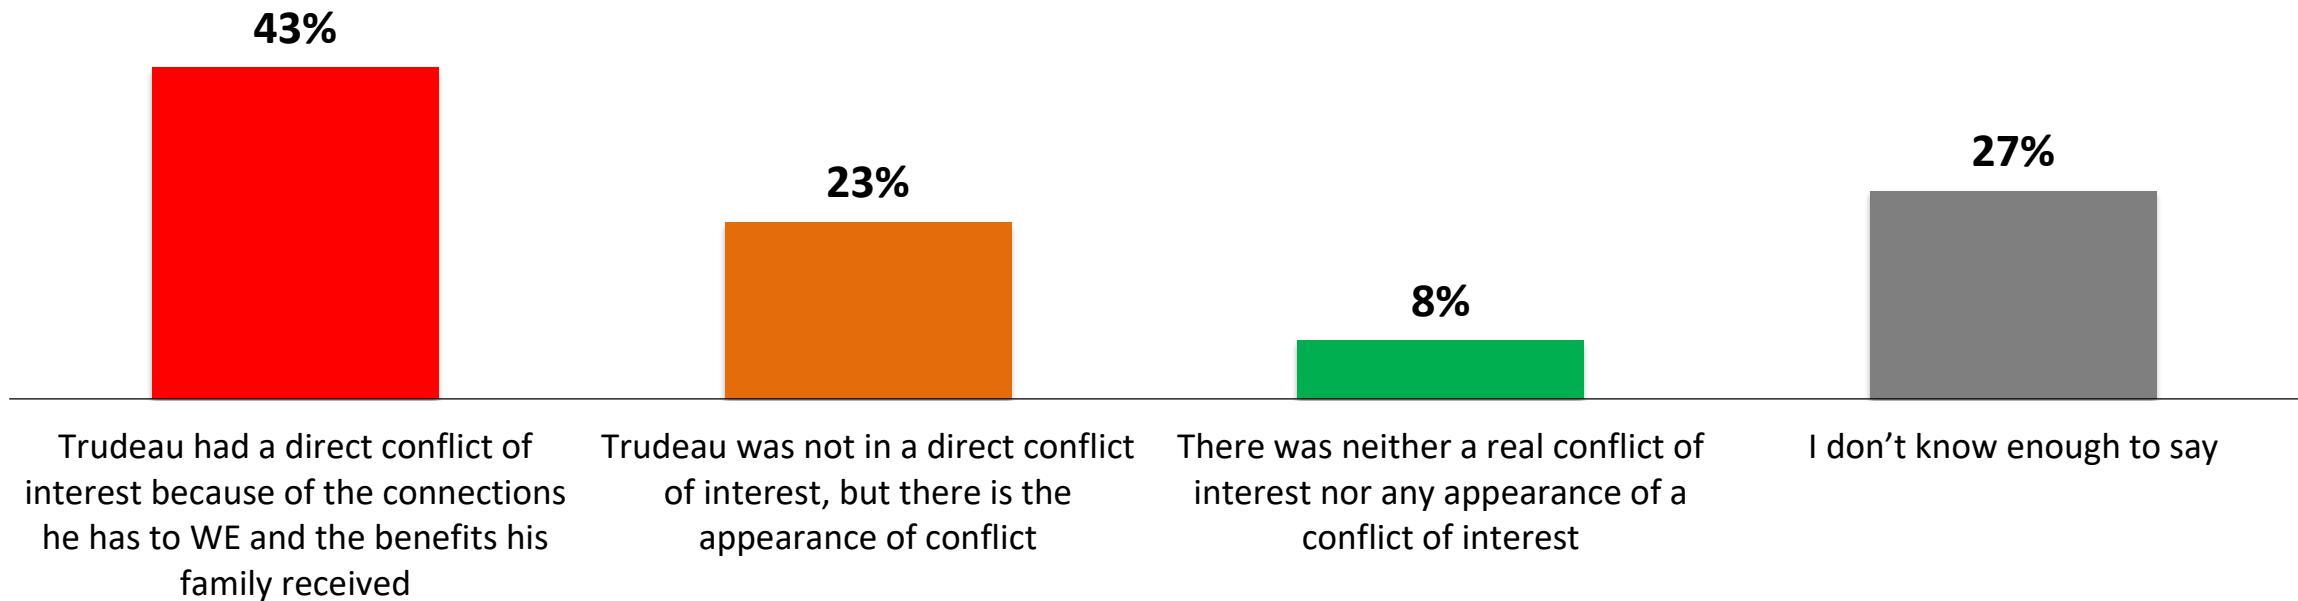 43%
23%
8%
27%
Trudeau had a direct conflict of
interest because of the connections
he has to WE and the benefits his
family received
Trudeau was not in a direct conflict
of interest, but there is the
appearance of conflict
There was neither a real conflict of
interest nor any appearance of a
conflict of interest
I don’t know enough to say